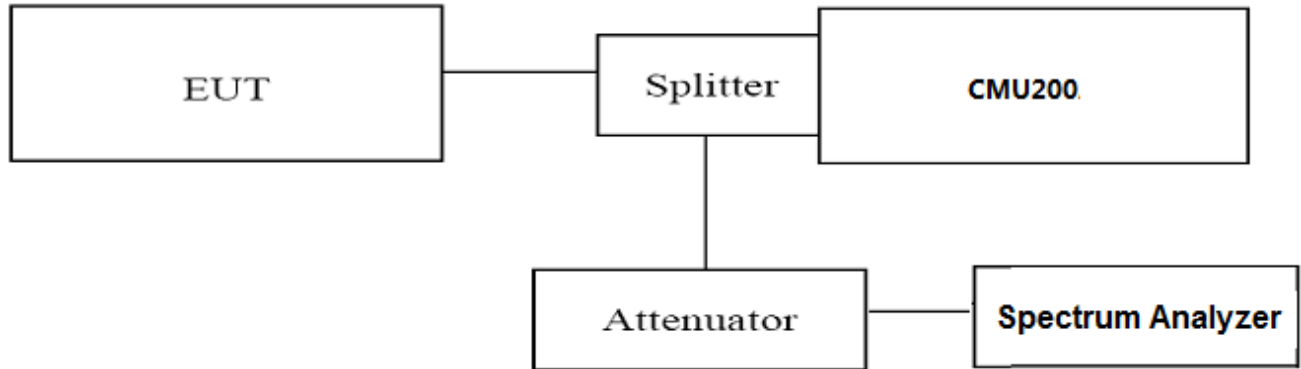 EUT
Splitter
CMU200
Attenuator
Spectrum Analyzer